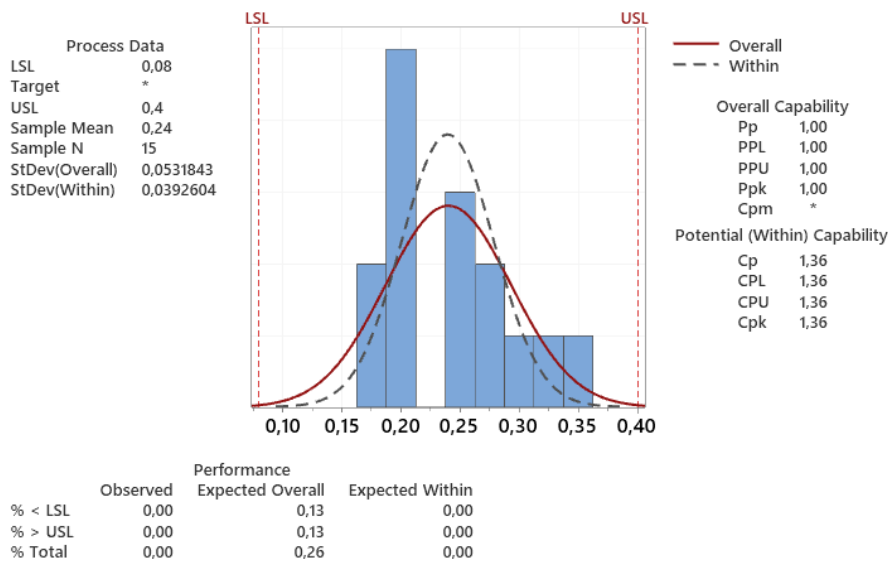 LSL USL
Process Data
LSL 0,08
Target *
USL 0,4
Sample Mean 0,24
Sample N 15
StDev(Overall) 0,0531843
StDev(Within) 0,0392604
Overall
Within
Overall Capability
Pp 1,00
PPL 1,00
PPU 1,00
Ppk 1,00
Cpm *
Potential (Within) Capability
Cp 1,36
CPL 1,36
CPU 1,36
Cpk 1,36
0,10 0,15 0,20 0,25 0,30 0,35 0,40
Performance
Observed Expected Overall Expected Within
% < LSL 0,00 0,13 0,00
% > USL 0,00 0,13 0,00
% Total 0,00 0,26 0,00